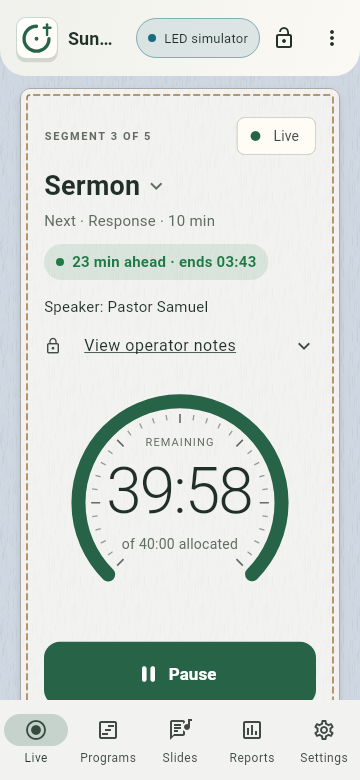 Sun...
LED simulator
SEGMENT 3 OF 5
Live
Sermon
Next · Response · 10 min
23 min ahead · ends 03:43
Speaker: Pastor Samuel
View operator notes
REMAINING
39:58
of 40:00 allocated
Pause
Live
Programs
Slides
Reports
Settings